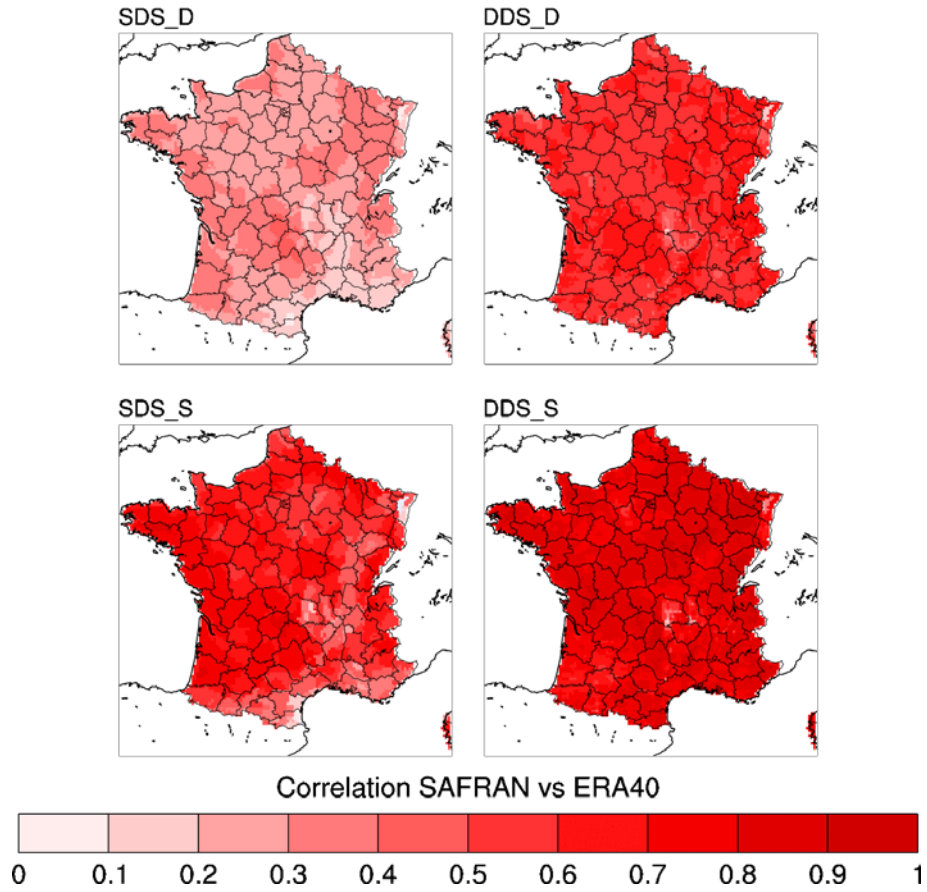 SDS_D
DDS_D
SDS_S
DDS_S
Correlation SAFRAN vs ERA40
0 0.1 0.2 0.3 0.4 0.5 0.6 0.7 0.8 0.9 1